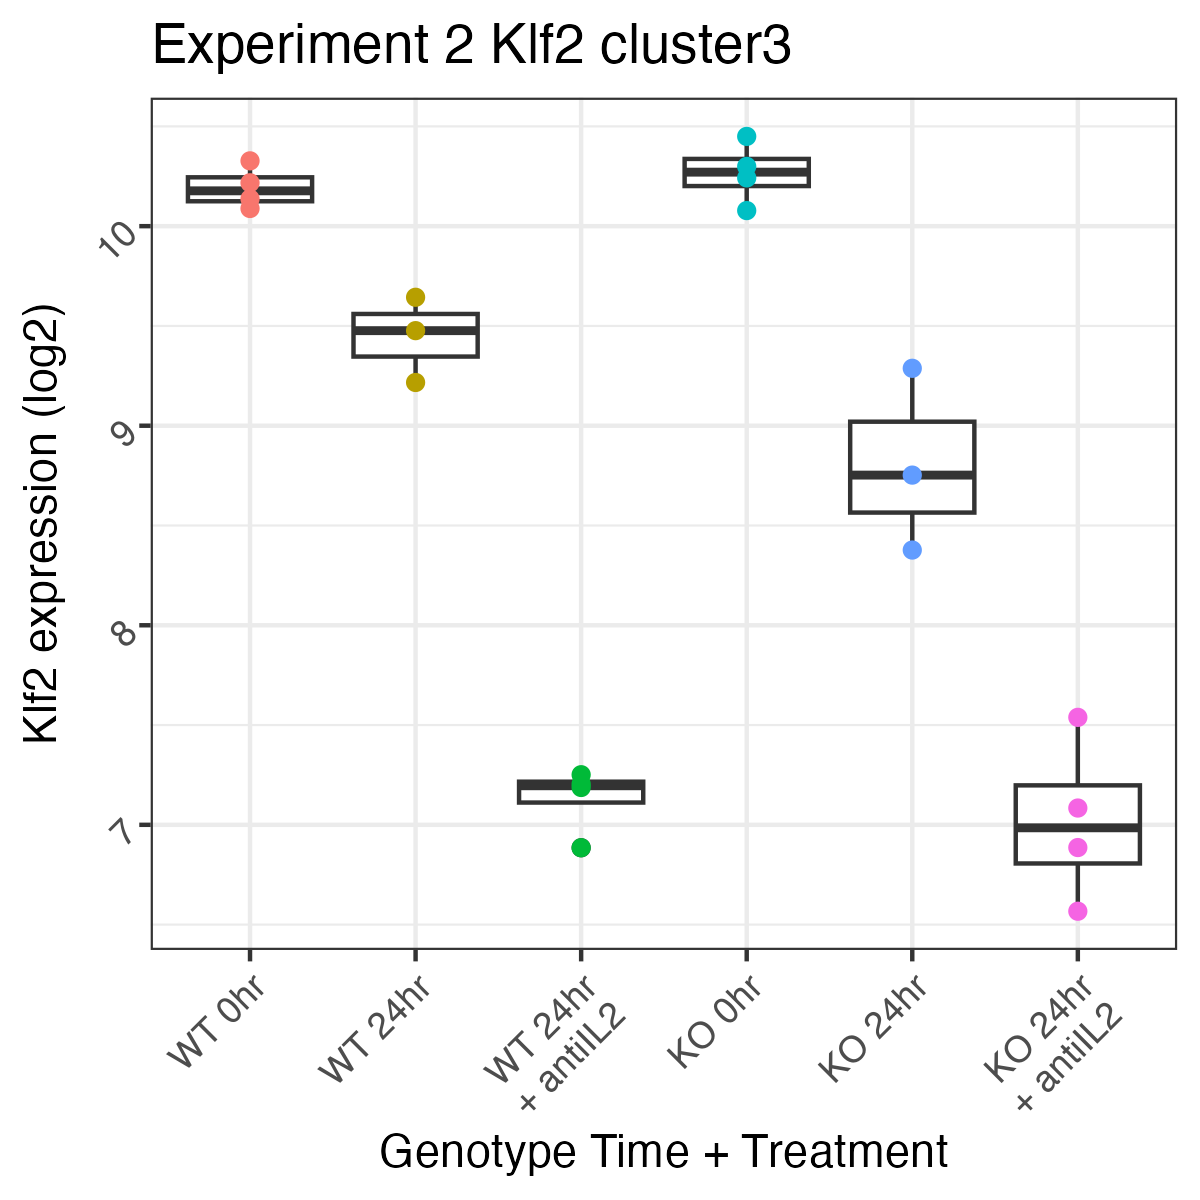 Experiment 2 Klf2 cluster3
Klf2 expression (log2)
10
9
8
7
WT 0hr
WT 24hr
WT 24hr
+ antiIL2
KO 0hr
KO 24hr
KO 24hr
+ antiIL2
Genotype Time + Treatment